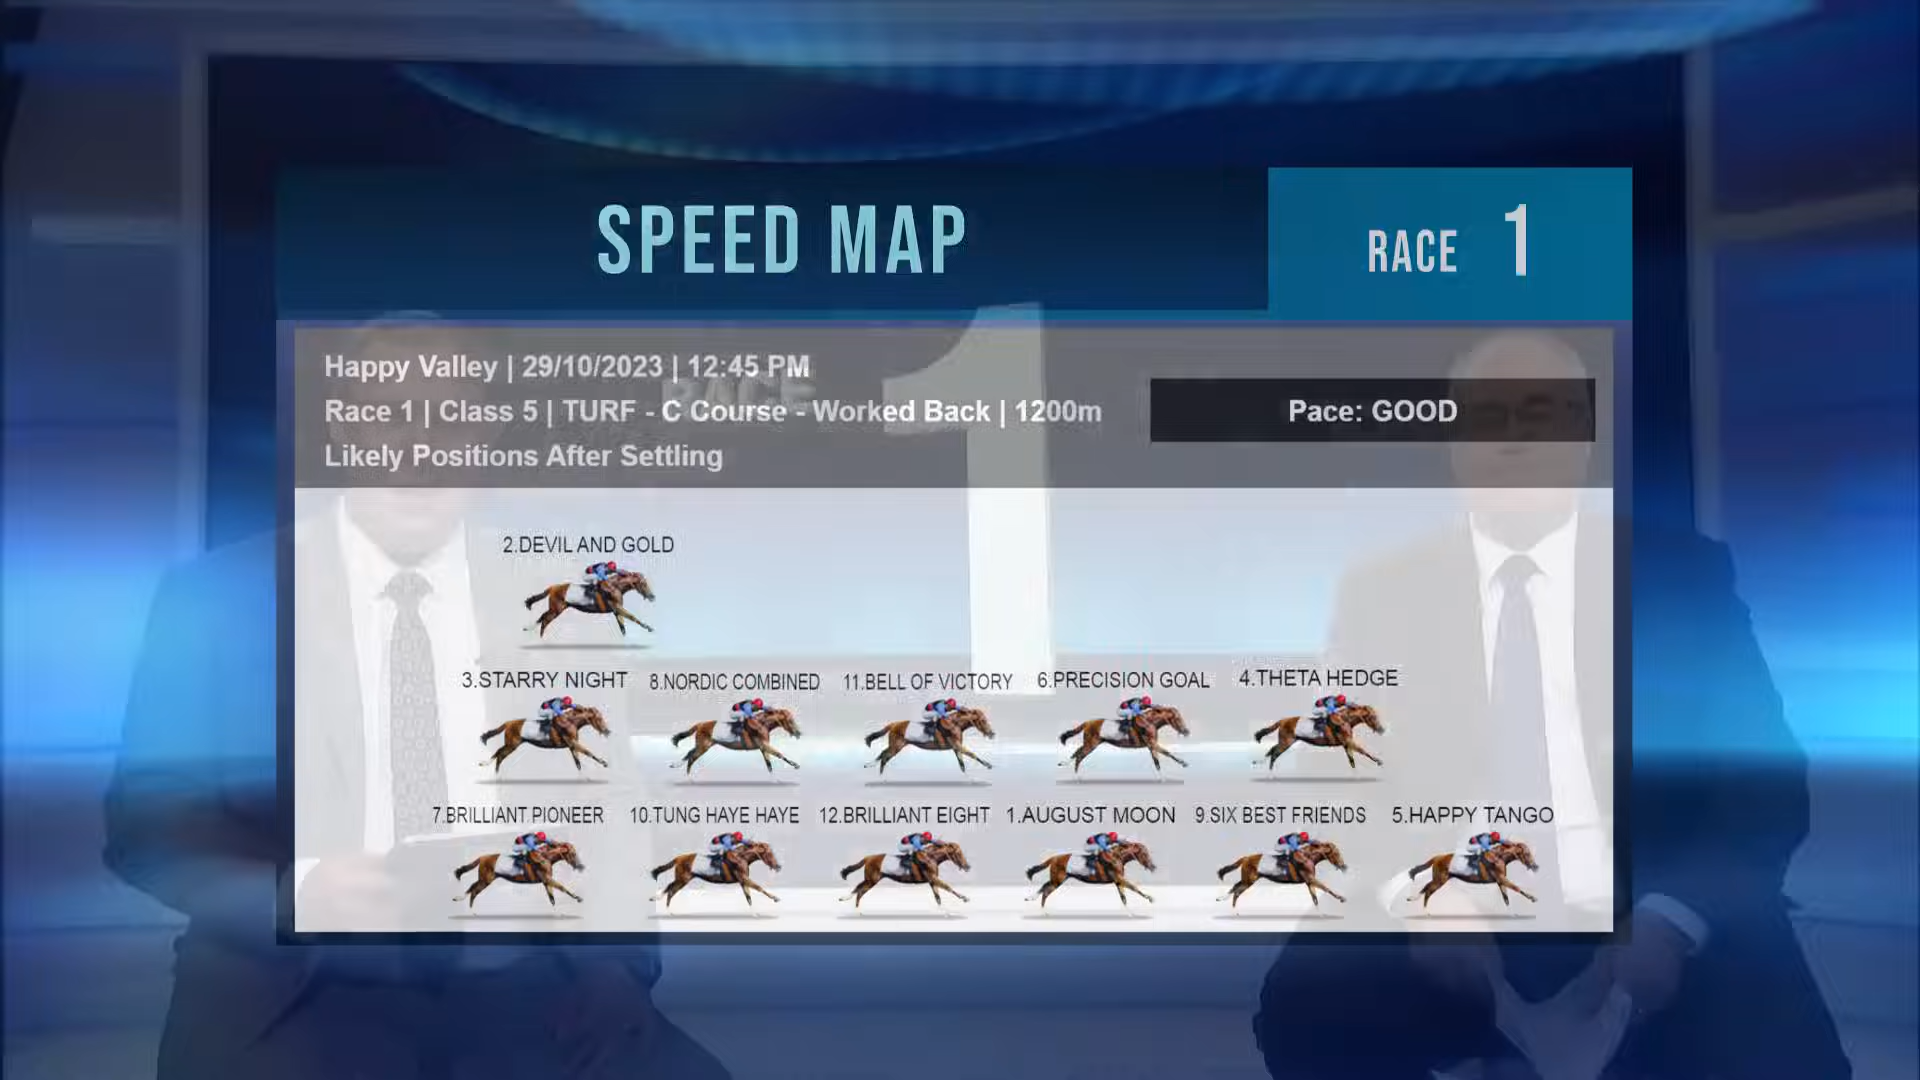 SPEED MAP
RACE 1
Happy Valley | 29/10/2023 | 12:45 PM
Race 1 | Class 5 | TURF - C Course - Worked Back | 1200m
Pace: GOOD
Likely Positions After Settling
2.DEVIL AND GOLD
3.STARRY NIGHT 8.NORDIC COMBINED 11.BELL OF VICTORY 6.PRECISION GOAL 4.THETA HEDGE
7.BRILLIANT PIONEER 10.TUNG HAYE HAYE 12.BRILLIANT EIGHT 1.AUGUST MOON 9.SIX BEST FRIENDS 5.HAPPY TANGO
RACE 1